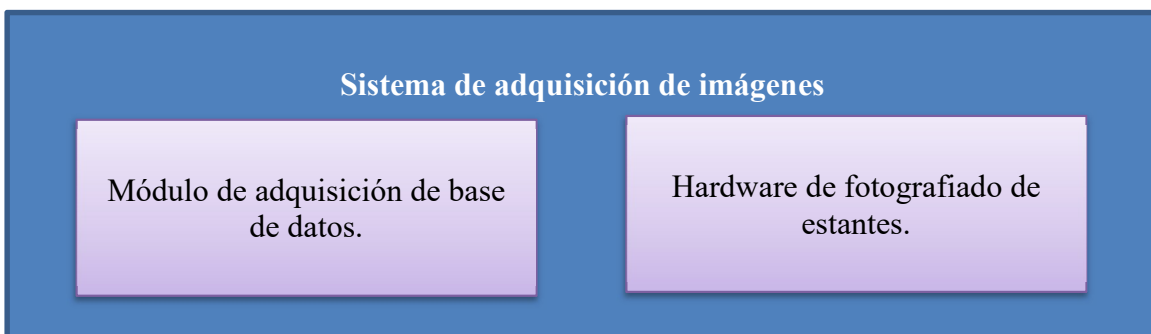 Sistema de adquisición de imágenes
Módulo de adquisición de base
de datos.
Hardware de fotografiado de
estantes.